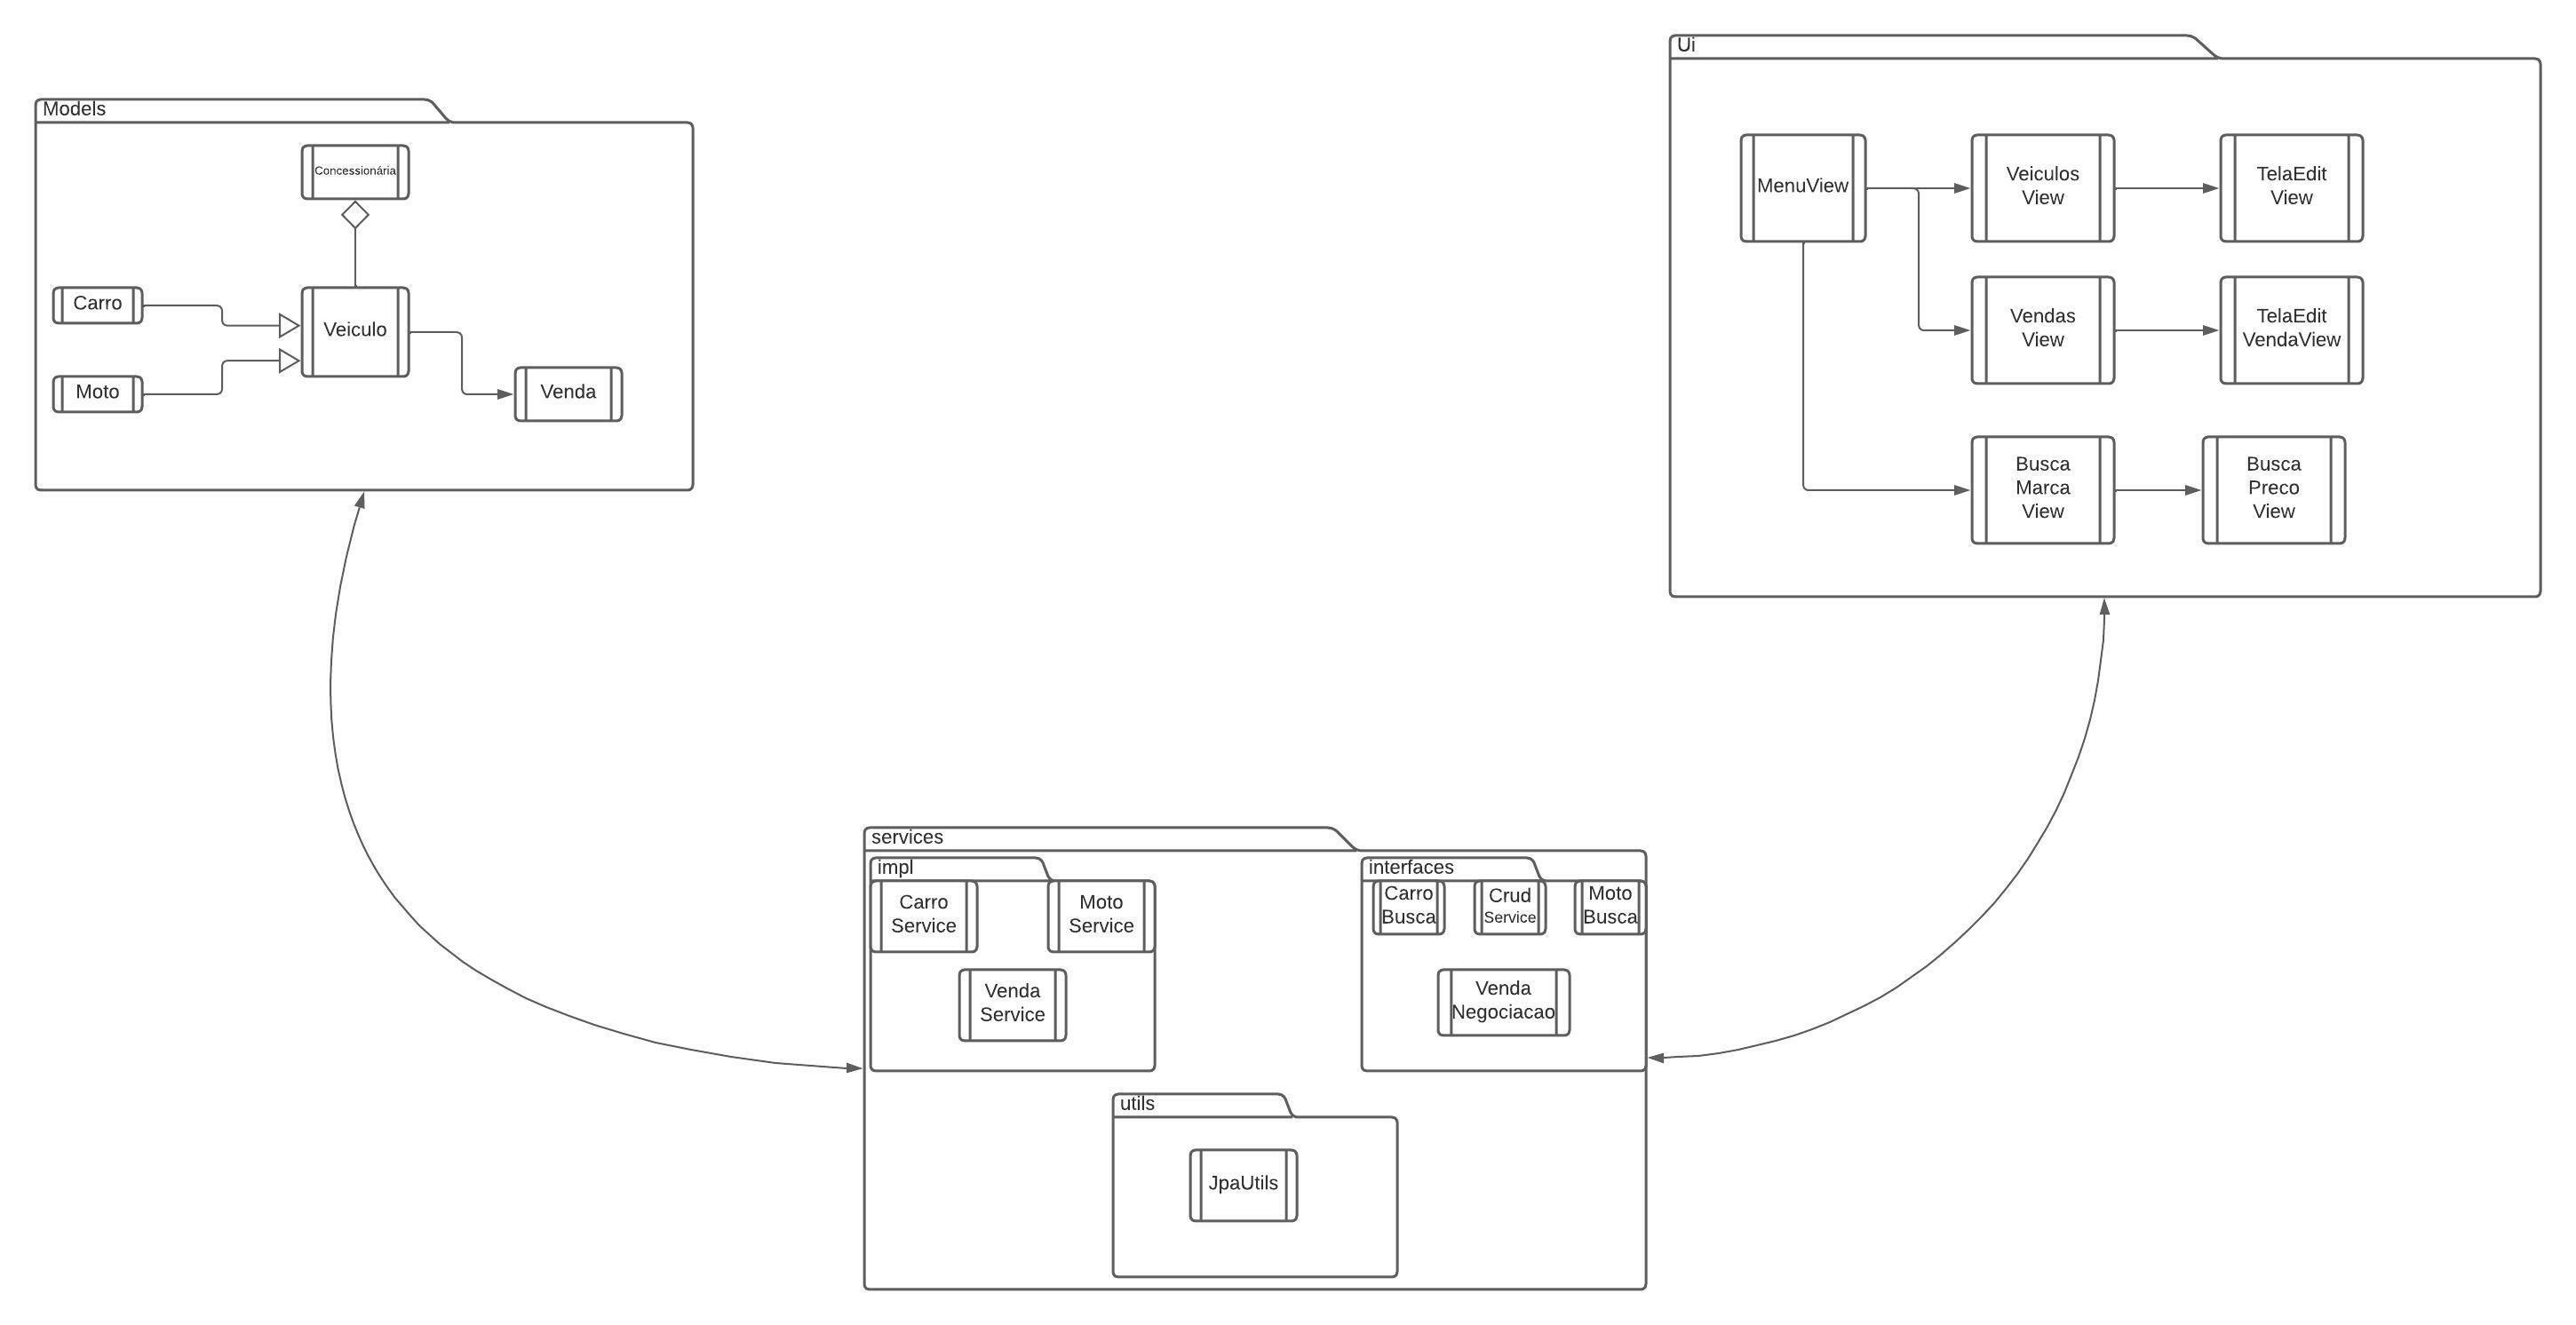 Models
Concessionária
Carro
Veiculo
Moto
Venda
Ui
MenuView
Veiculos
View
TelaEdit
View
Vendas
View
TelaEdit
VendaView
Busca
Marca
View
Busca
Preco
View
services
impl
Carro
Service
Moto
Service
Venda
Service
interfaces
Carro
Busca
Crud
Service
Moto
Busca
Venda
Negociacao
utils
JpaUtils